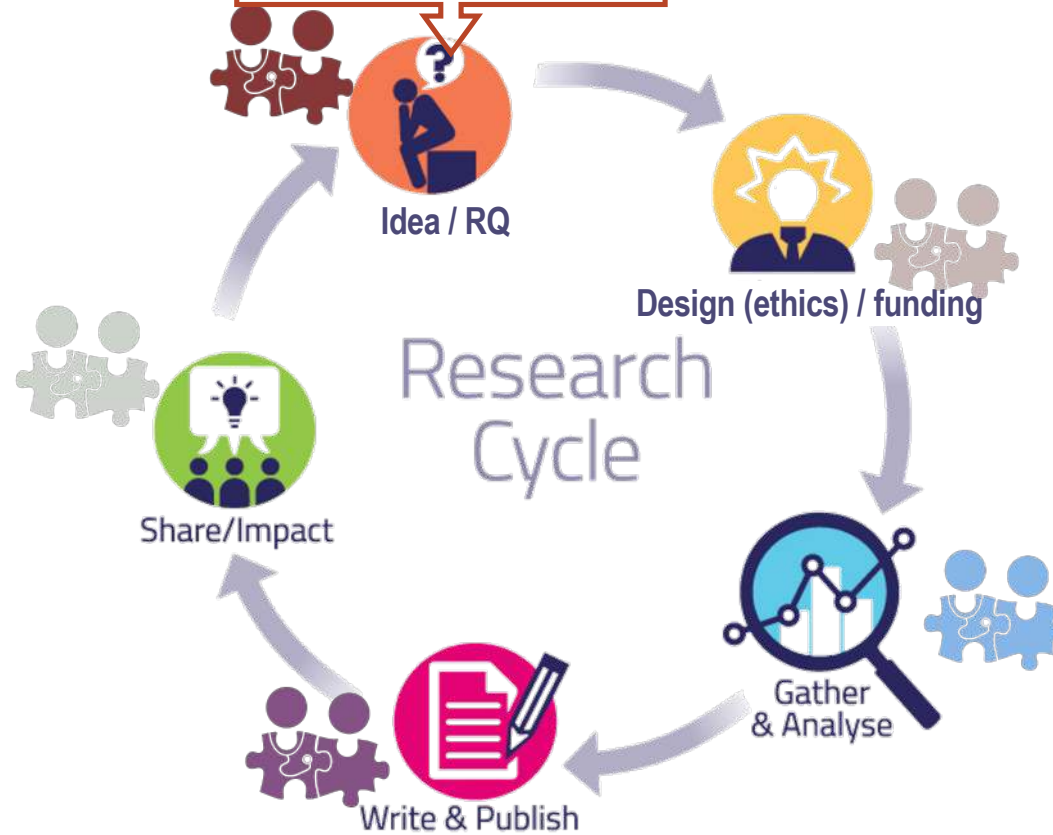 ?
Idea / RQ
Design (ethics) / funding
Research
Cycle
Gather
& Analyse
Write & Publish
Share/Impact